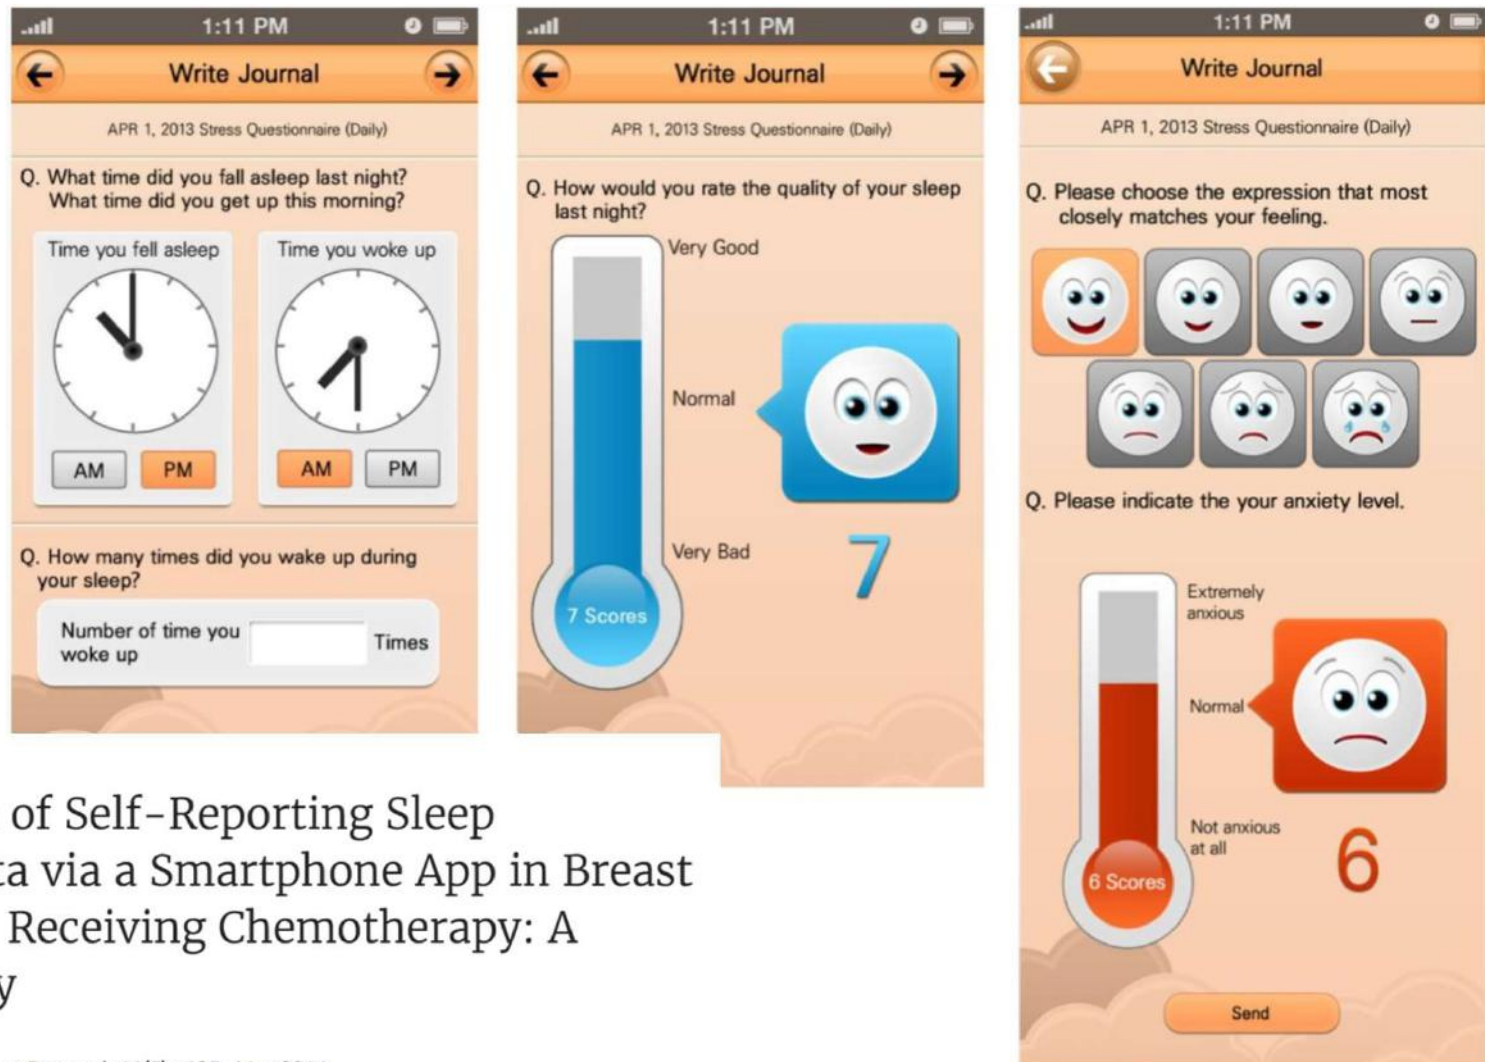 1:11 PM
Write Journal
APR 1, 2013 Stress Questionnaire (Daily)
Q. What time did you fall asleep last night?
What time did you get up this morning?
Time you fell asleep
Time you woke up
AM
PM
AM
PM
Q. How many times did you wake up during
your sleep?
Number of time you
woke up
Times
1:11 PM
Write Journal
APR 1, 2013 Stress Questionnaire (Daily)
Q. How would you rate the quality of your sleep
last night?
Very Good
Normal
Very Bad
7 Scores
7
1:11 PM
Write Journal
APR 1, 2013 Stress Questionnaire (Daily)
Q. Please choose the expression that most
closely matches your feeling.
Q. Please indicate the your anxiety level.
Extremely
anxious
Normal
Not anxious
at all
6 Scores
6
Send
of Self-Reporting Sleep
via a Smartphone App in Breast
Receiving Chemotherapy: A